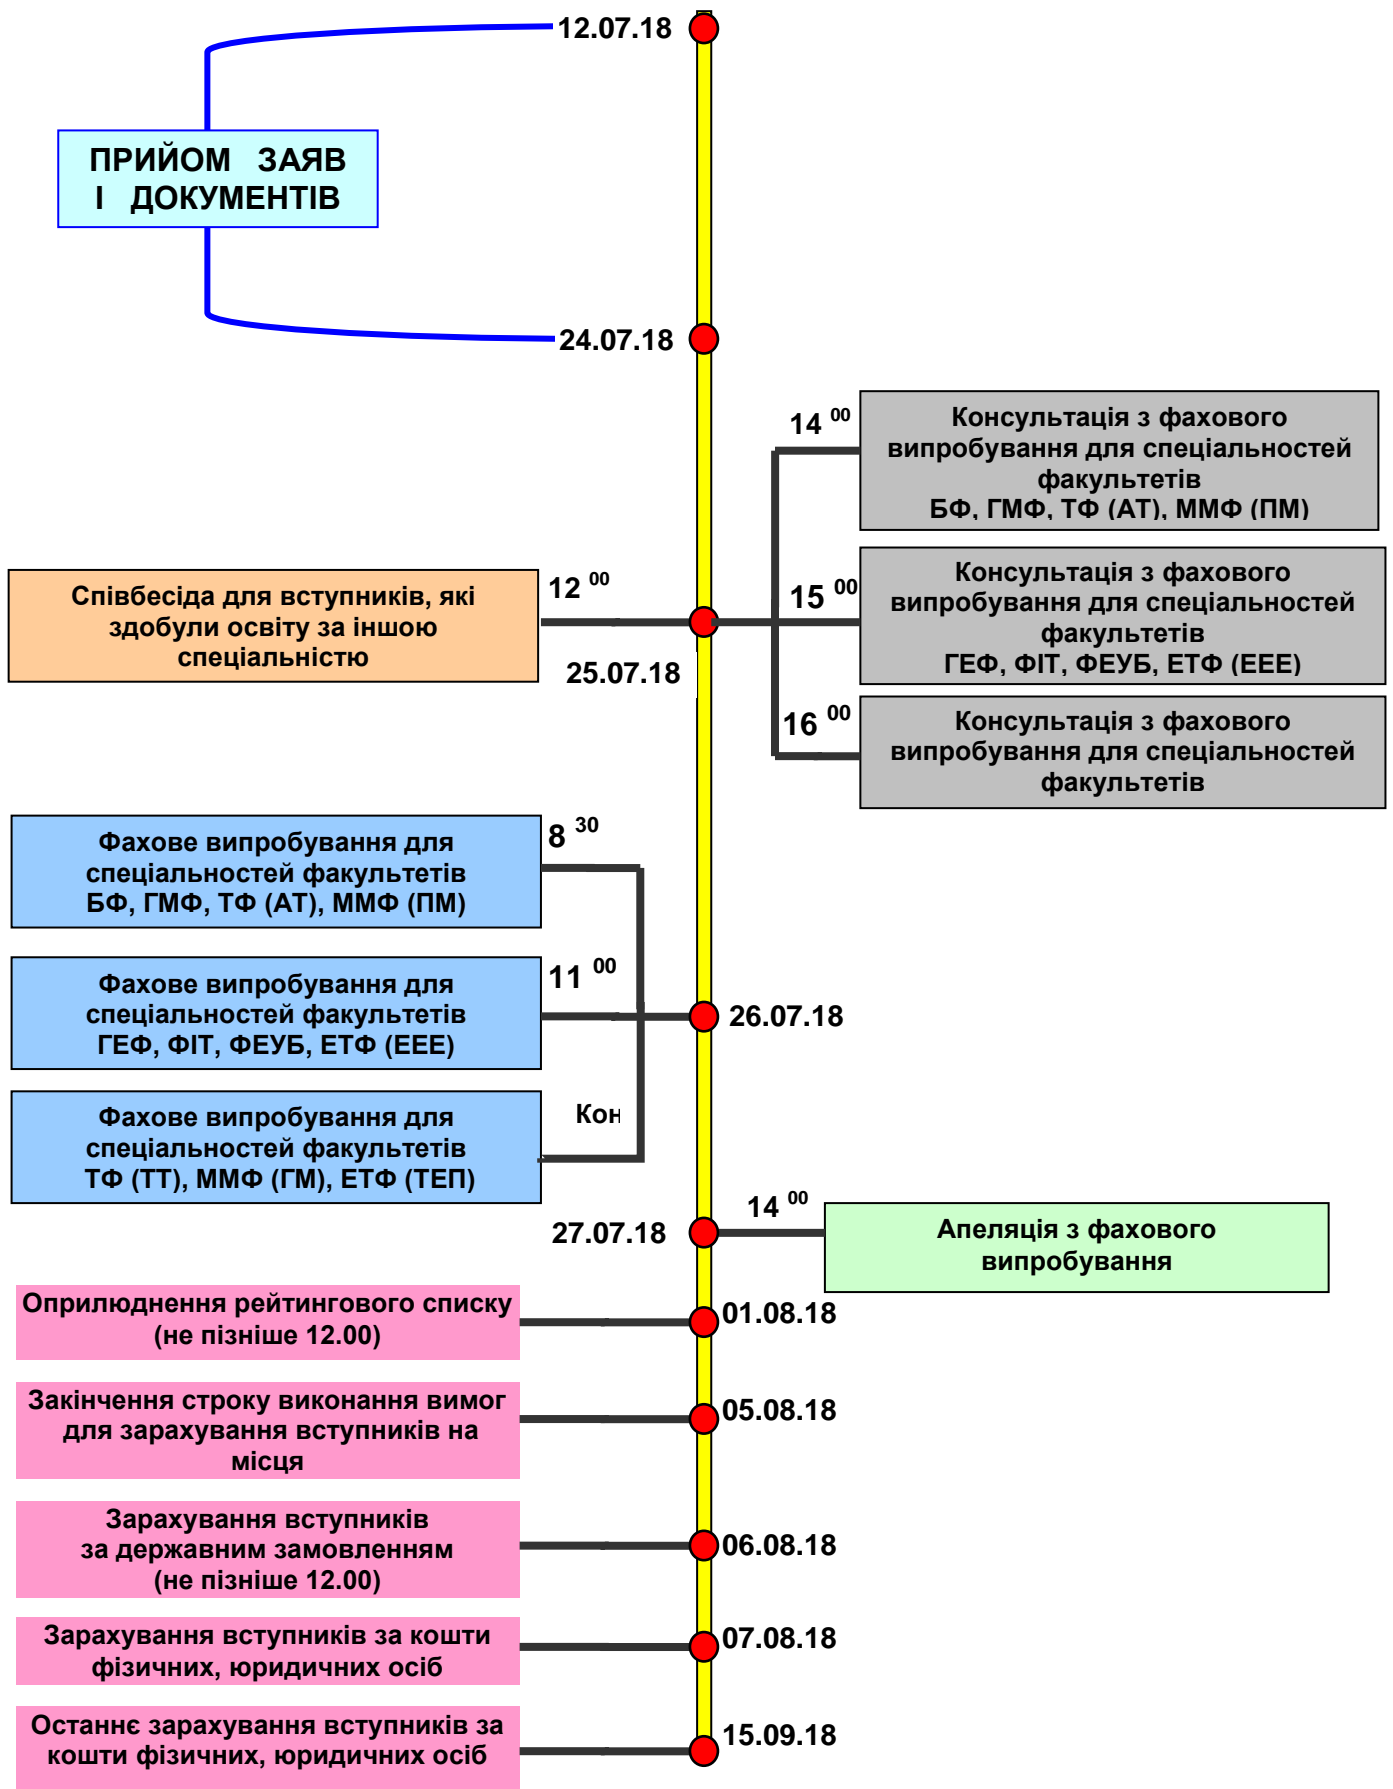 12.07.18
ПРИЙОМ ЗАЯВ
І ДОКУМЕНТІВ
24.07.18
14 00
Консультація з фахового
випробування для спеціальностей
факультетів
БФ, ГМФ, ТФ (АТ), ММФ (ПМ)
12 00
Співбесіда для вступників, які
здобули освіту за іншою
спеціальністю
25.07.18
15 00
Консультація з фахового
випробування для спеціальностей
факультетів
ГЕФ, ФІТ, ФЕУБ, ЕТФ (ЕЕЕ)
16 00
Консультація з фахового
випробування для спеціальностей
факультетів
8 30
Фахове випробування для
спеціальностей факультетів
БФ, ГМФ, ТФ (АТ), ММФ (ПМ)
11 00
Фахове випробування для
спеціальностей факультетів
ГЕФ, ФІТ, ФЕУБ, ЕТФ (ЕЕЕ)
26.07.18
Фахове випробування для
спеціальностей факультетів
ТФ (ТТ), ММФ (ГМ), ЕТФ (ТЕП)
Кон
27.07.18
14 00
Апеляція з фахового
випробування
Оприлюднення рейтингового списку
(не пізніше 12.00)
01.08.18
Закінчення строку виконання вимог
для зарахування вступників на
місця
05.08.18
Зарахування вступників
за державним замовленням
(не пізніше 12.00)
06.08.18
Зарахування вступників за кошти
фізичних, юридичних осіб
07.08.18
Останнє зарахування вступників за
кошти фізичних, юридичних осіб
15.09.18